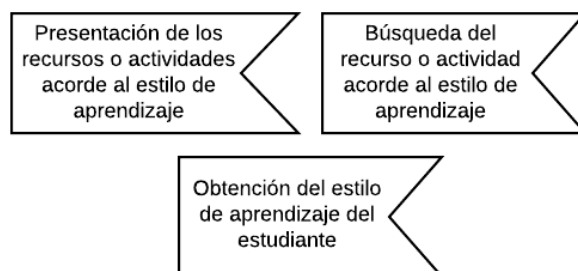 Presentación de los
recursos o actividades
acorde al estilo de
aprendizaje
Búsqueda del
recurso o actividad
acorde al estilo de
aprendizaje
Obtención del estilo
de aprendizaje del
estudiante